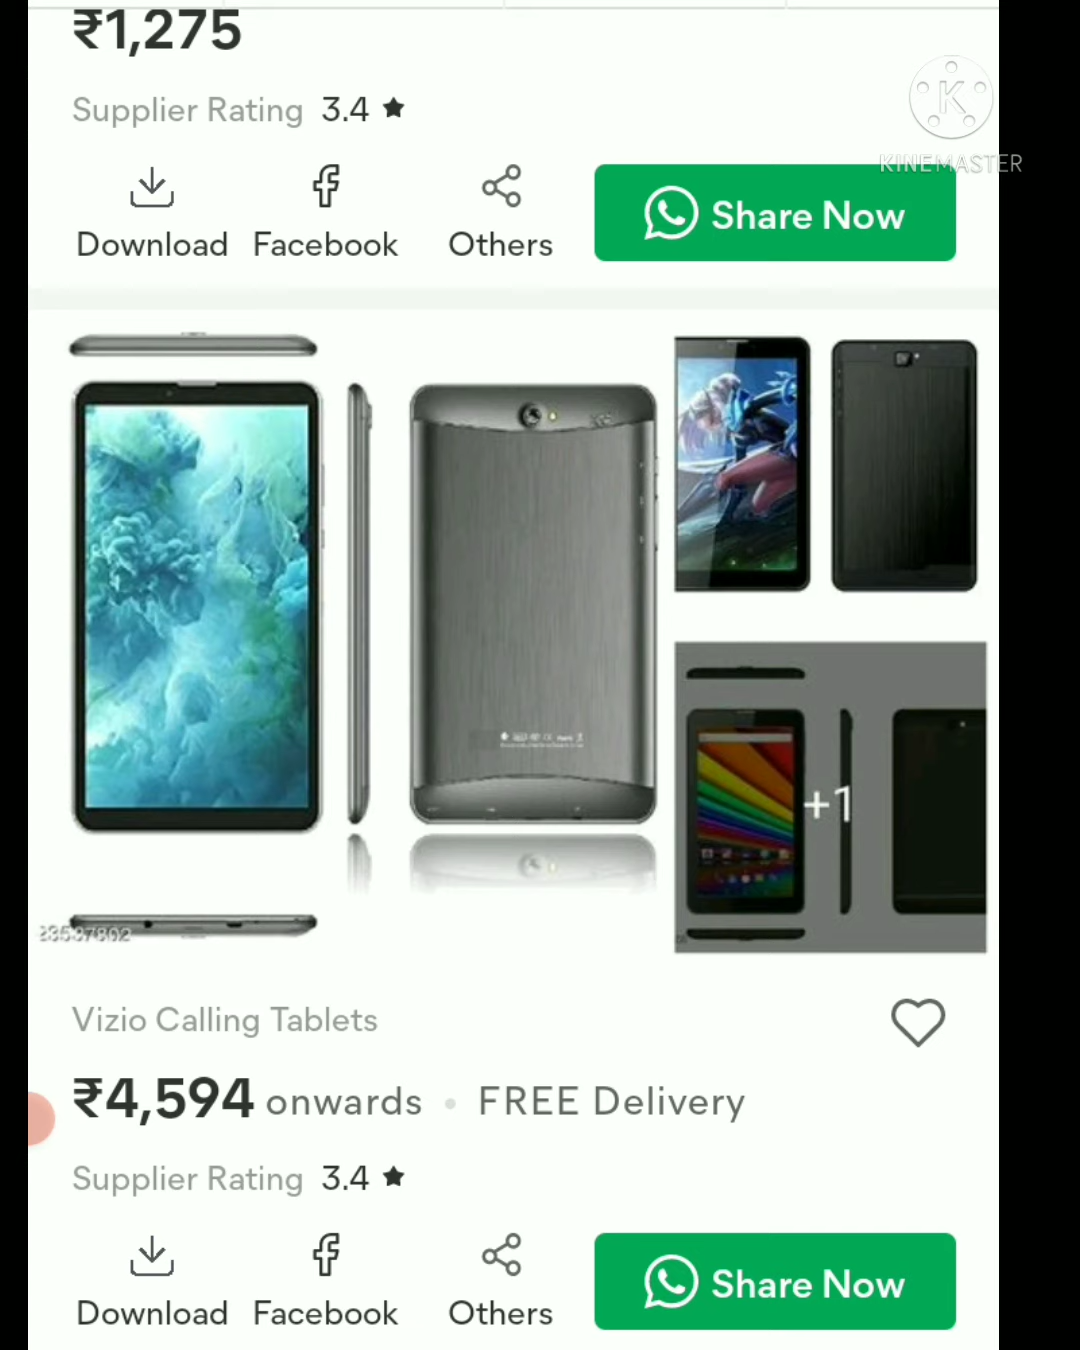 ₹1,275
Supplier Rating 3.4 ★
K
KINEMASTER
Download Facebook Others Share Now
+1
Vizio Calling Tablets
₹4,594 onwards • FREE Delivery
Supplier Rating 3.4 ★
Download Facebook Others Share Now